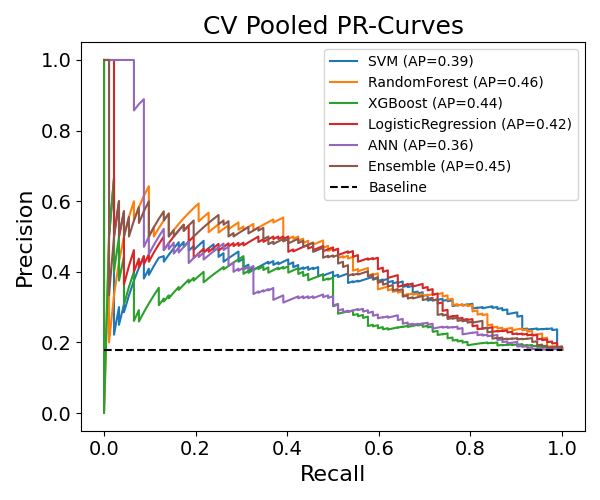 CV Pooled PR-Curves
SVM (AP=0.39)
RandomForest (AP=0.46)
XGBoost (AP=0.44)
LogisticRegression (AP=0.42)
ANN (AP=0.36)
Ensemble (AP=0.45)
Baseline
Precision
1.0
0.8
0.6
0.4
0.2
0.0
0.0 0.2 0.4 0.6 0.8 1.0
Recall